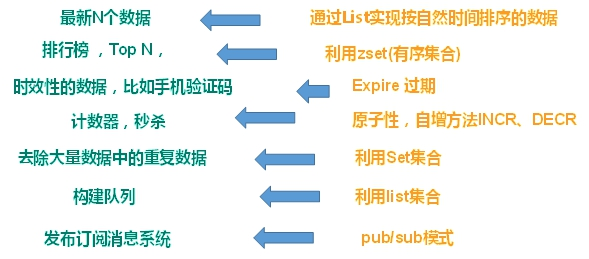 最新N个数据 通过List实现按自然时间排序的数据
排行榜，Top N， 利用zset(有序集合)
时效性的数据，比如手机验证码 Expire 过期
计数器，秒杀 原子性，自增方法INCR、DECR
去除大量数据中的重复数据 利用Set集合
构建队列 利用list集合
发布订阅消息系统 pub/sub模式